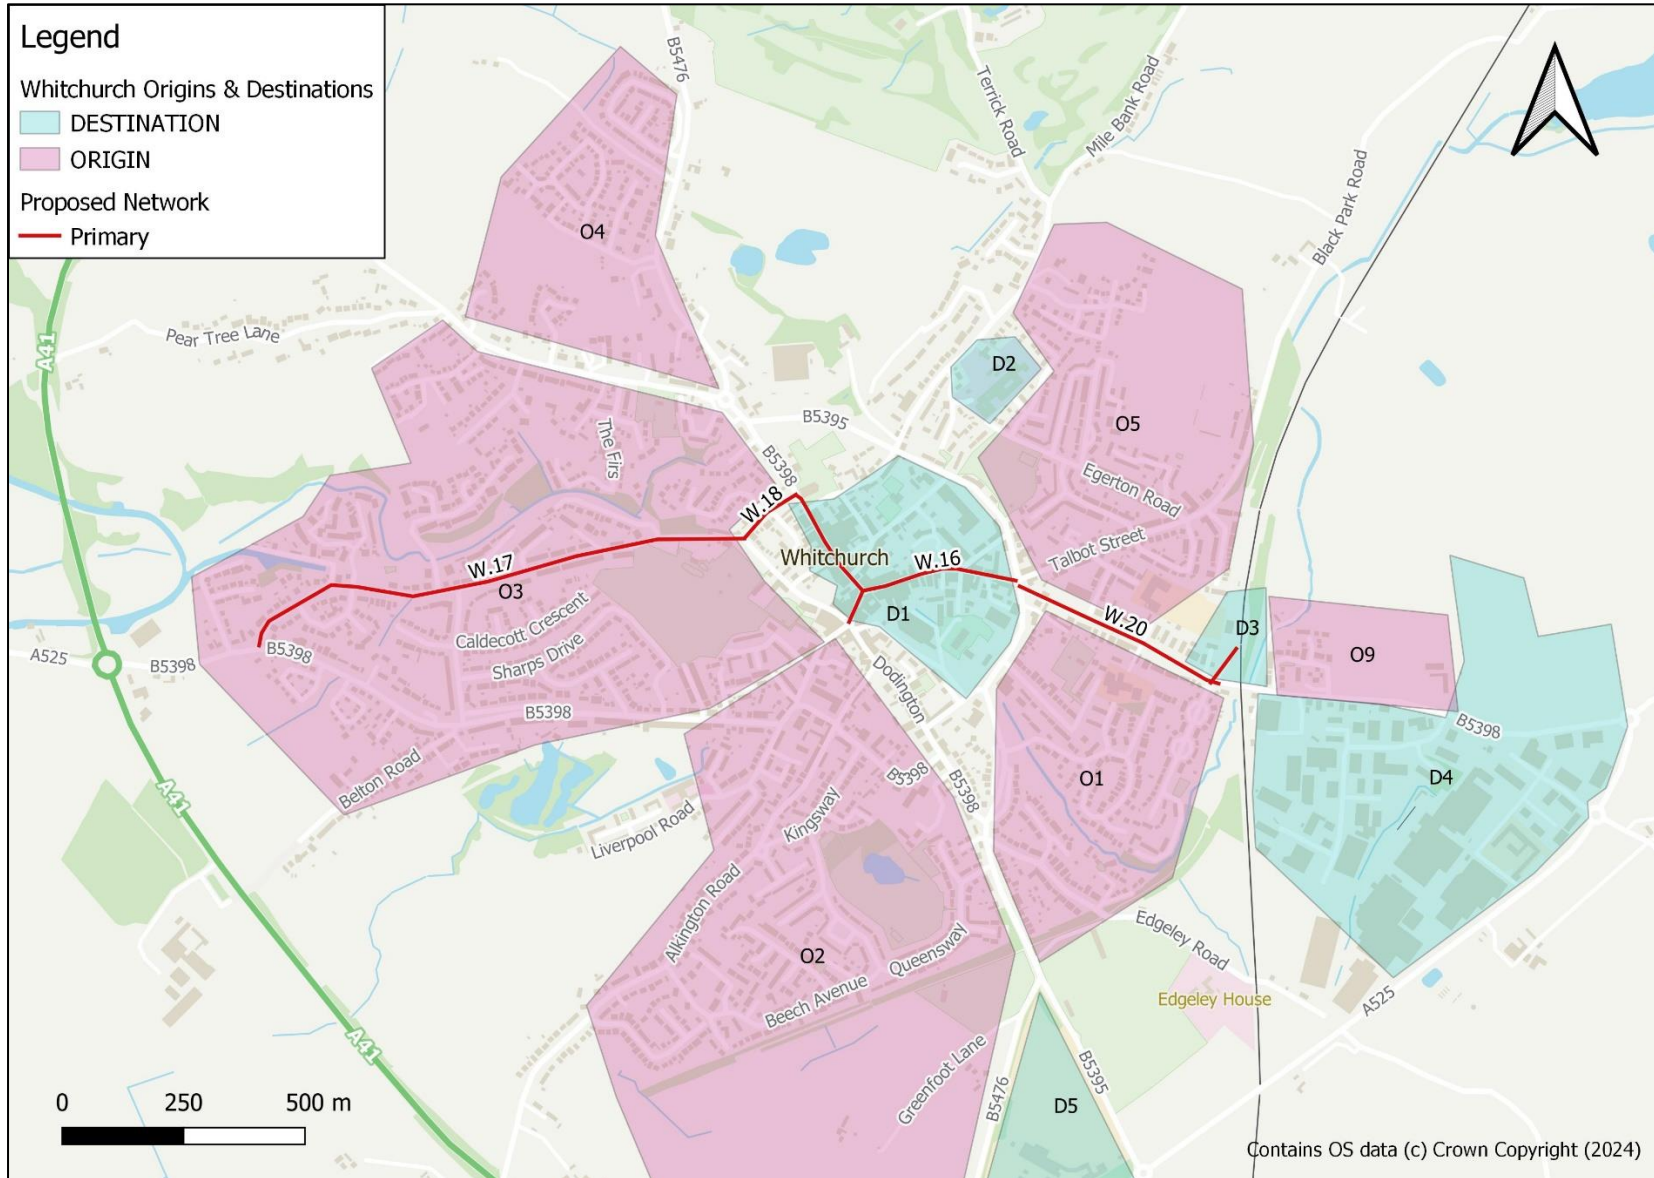 Legend
Whitchurch Origins & Destinations
DESTINATION
ORIGIN
Proposed Network
Primary
B5476
Terrick Road
Mile Bank Road
Black Park Road
O4
A41
Pear Tree Lane
D2
B5395
O5
The Firs
B5398
Egerton Road
W.18
Talbot Street
Whitchurch
W.16
W.17
O3
D1
W.20
D3
Caldecott Crescent
Sharps Drive
A525
B5398
B5398
O9
Dodington
B5398
B5398
Belton Road
A41
B5398
B5398
O1
D4
Kingsway
Liverpool Road
Alkington Road
O2
Queensway
Beech Avenue
Edgeley Road
Edgeley House
A525
A41
Greenfoot Lane
B5476
B5395
D5
0 250 500 m
Contains OS data (c) Crown Copyright (2024)